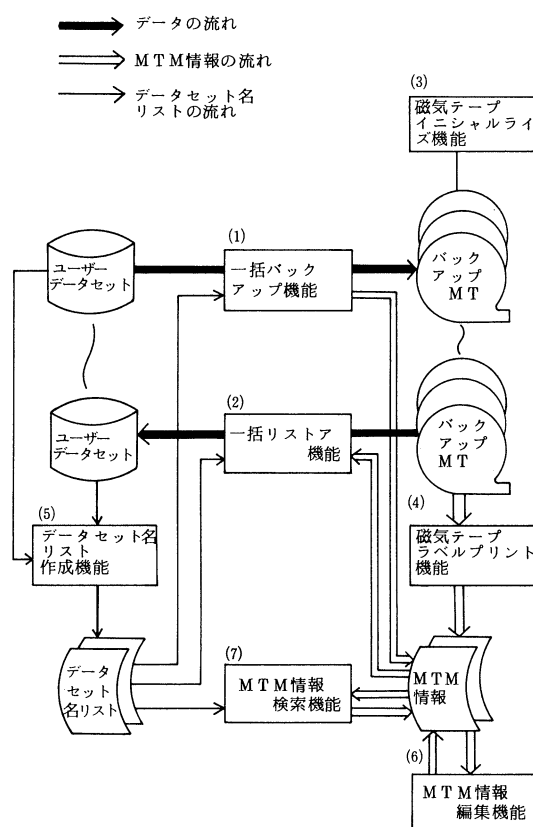 データの流れ
MTM情報の流れ
データセット名
リストの流れ
(3)
磁気テープ
イニシャルライ
ズ機能
(1)
ユーザー
データセット
一括バック
アップ機能
バック
アップ
MT
(2)
ユーザー
データセット
一括リストア
機能
バック
アップ
MT
(5)
データセット名
リスト
作成機能
(4)
磁気テープ
ラベルプリント
機能
データ
セット
名リスト
(7)
MTM情報
検索機能
MTM
情報
(6)
MTM情報
編集機能